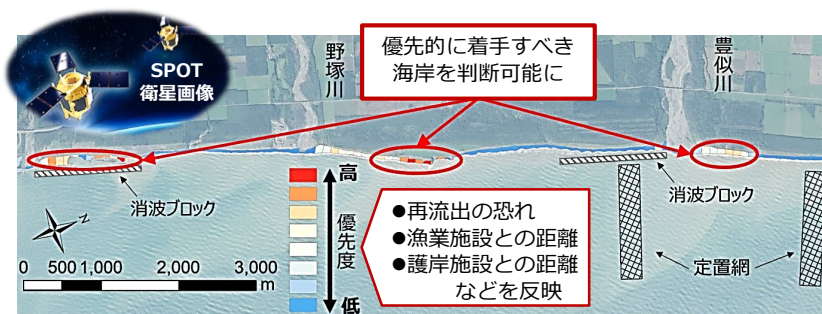 SPOT
衛星画像
野
塚
川
優先的に着手すべき
海岸を判断可能に
豊
似
川
消波ブロック
高
優
先
度
低
●再流出の恐れ
●漁業施設との距離
●護岸施設との距離
などを反映
消波ブロック
定置網
N
0 500 1,000 2,000 3,000
m